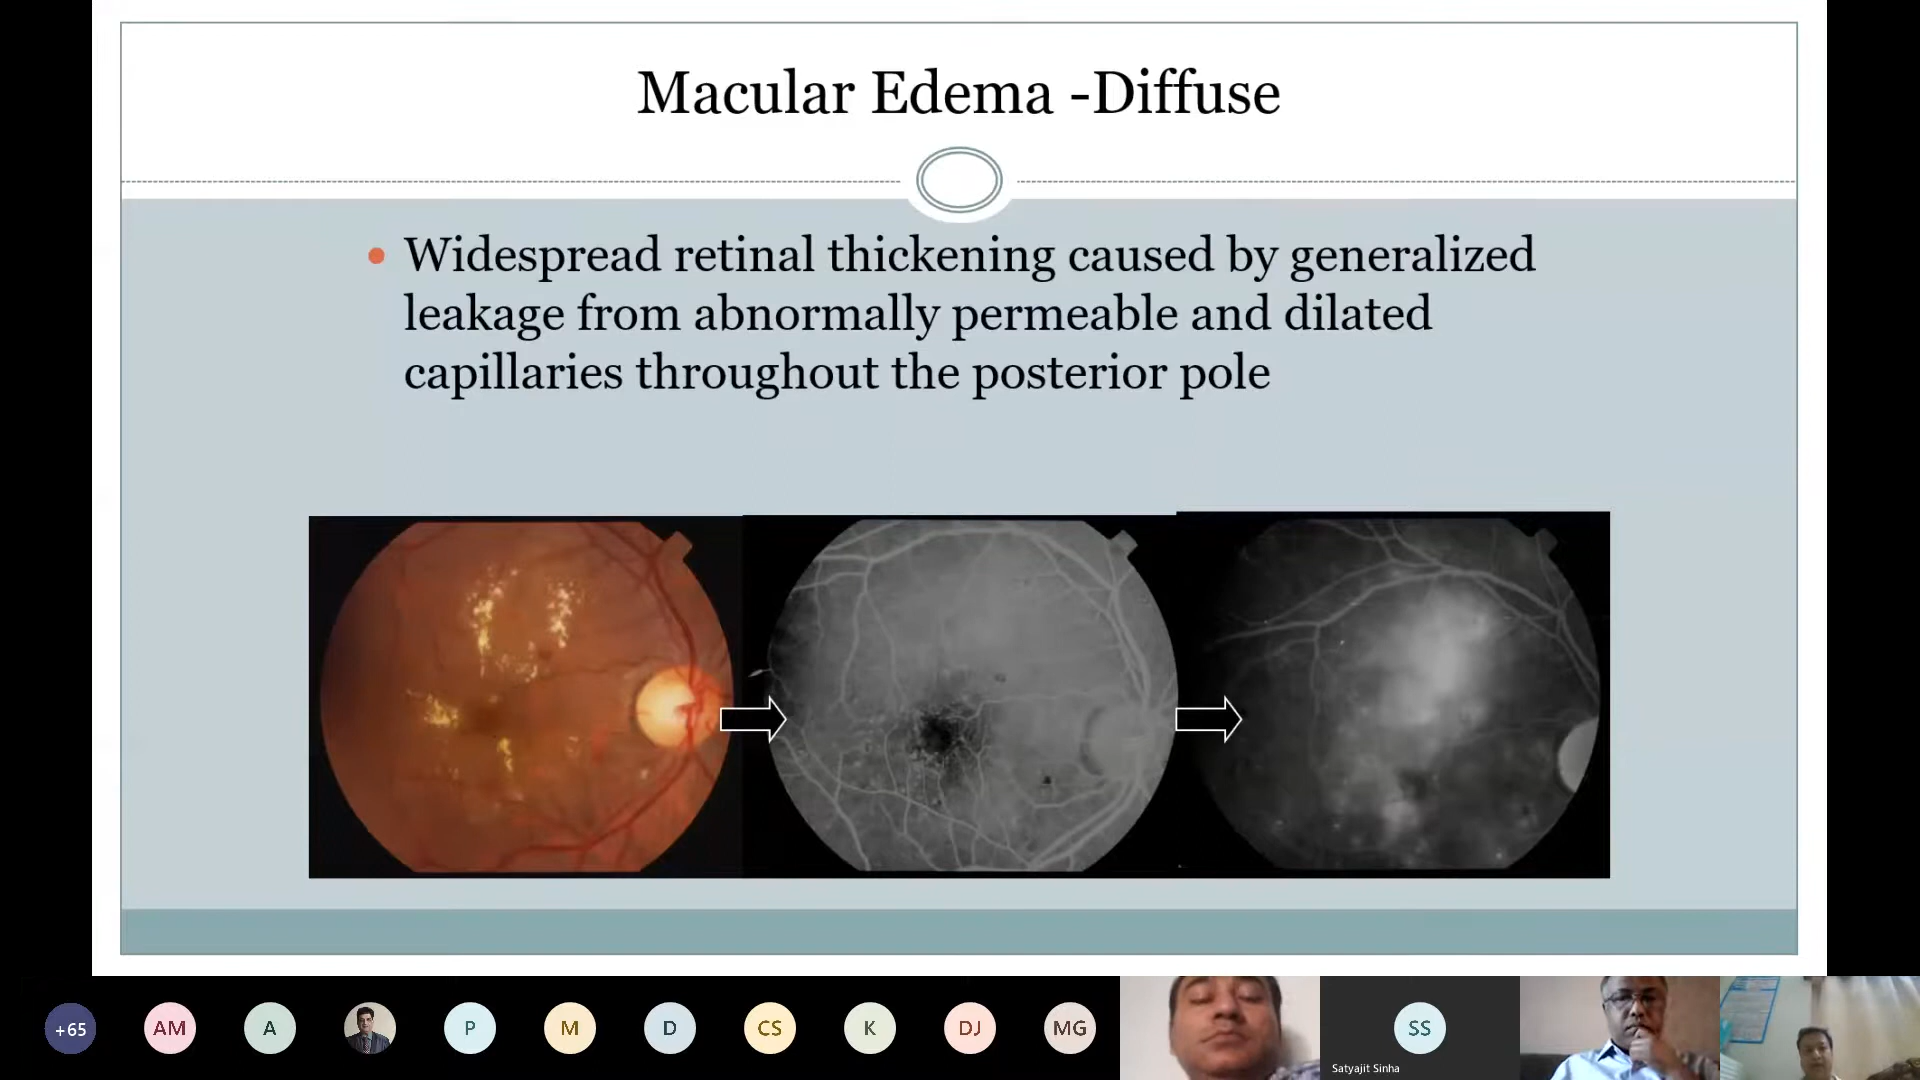 Macular Edema -Diffuse
Widespread retinal thickening caused by generalized
leakage from abnormally permeable and dilated
capillaries throughout the posterior pole
+65
AM
A
P
M
D
CS
K
DJ
MG
SS
Satyajit Sinha